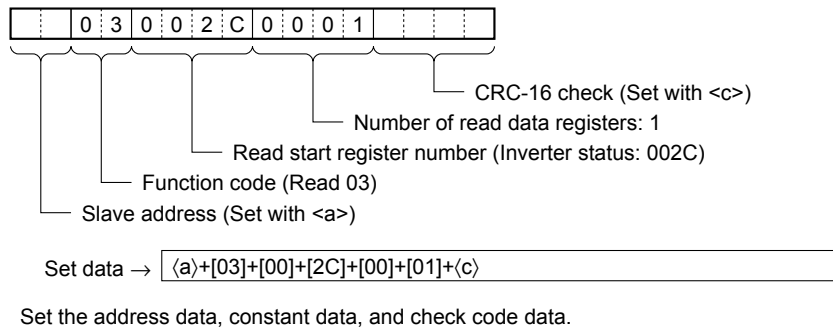 0 3 0 0 2 C 0 0 0 1
CRC-16 check (Set with <c>)
Number of read data registers: 1
Read start register number (Inverter status: 002C)
Function code (Read 03)
Slave address (Set with <a>)
Set data → ⟨a⟩+[03]+[00]+[2C]+[00]+[01]+⟨c⟩
Set the address data, constant data, and check code data.